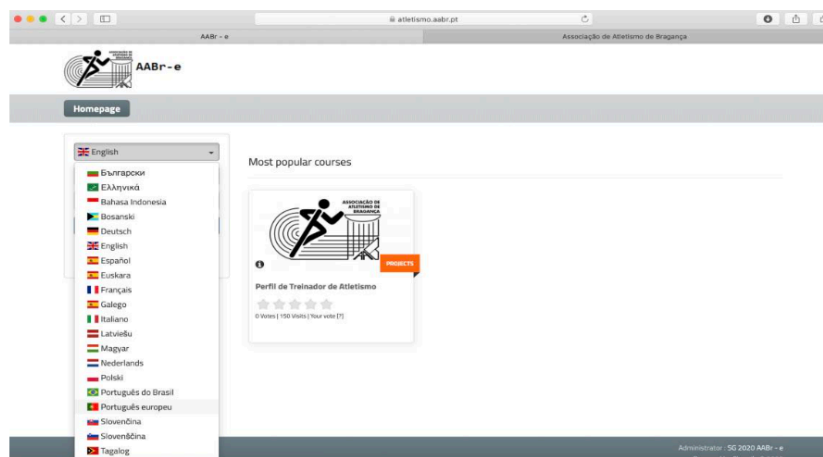 atletismo.aabr.pt
AABr - e
Associação de Atletismo de Bragança
AABr - e
Homepage
English
Български
Ελληνικά
Bahasa Indonesia
Bosanski
Deutsch
English
Español
Euskara
Français
Galego
Italiano
Latviešu
Magyar
Nederlands
Polski
Português do Brasil
Português europeu
Slovenčina
Slovenščina
Tagalog
Most popular courses
ASSOCIAÇÃO DE
ATLETISMO DE
BRAGANÇA
PROJECTS
Perfil de Treinador de Atletismo
0 Votes | 150 Visits | Your vote [?]
Administrator : SG 2020 AABr - e